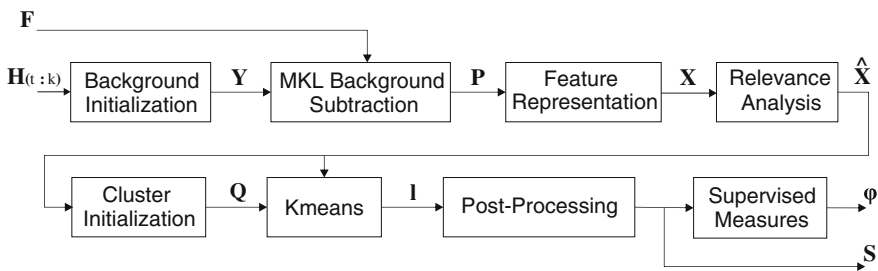 F
H(t : k)
Background
Initialization
Y
MKL Background
Subtraction
P
Feature
Representation
X
Relevance
Analysis
X̂
Cluster
Initialization
Q
Kmeans
l
Post-Processing
Supervised
Measures
φ
S